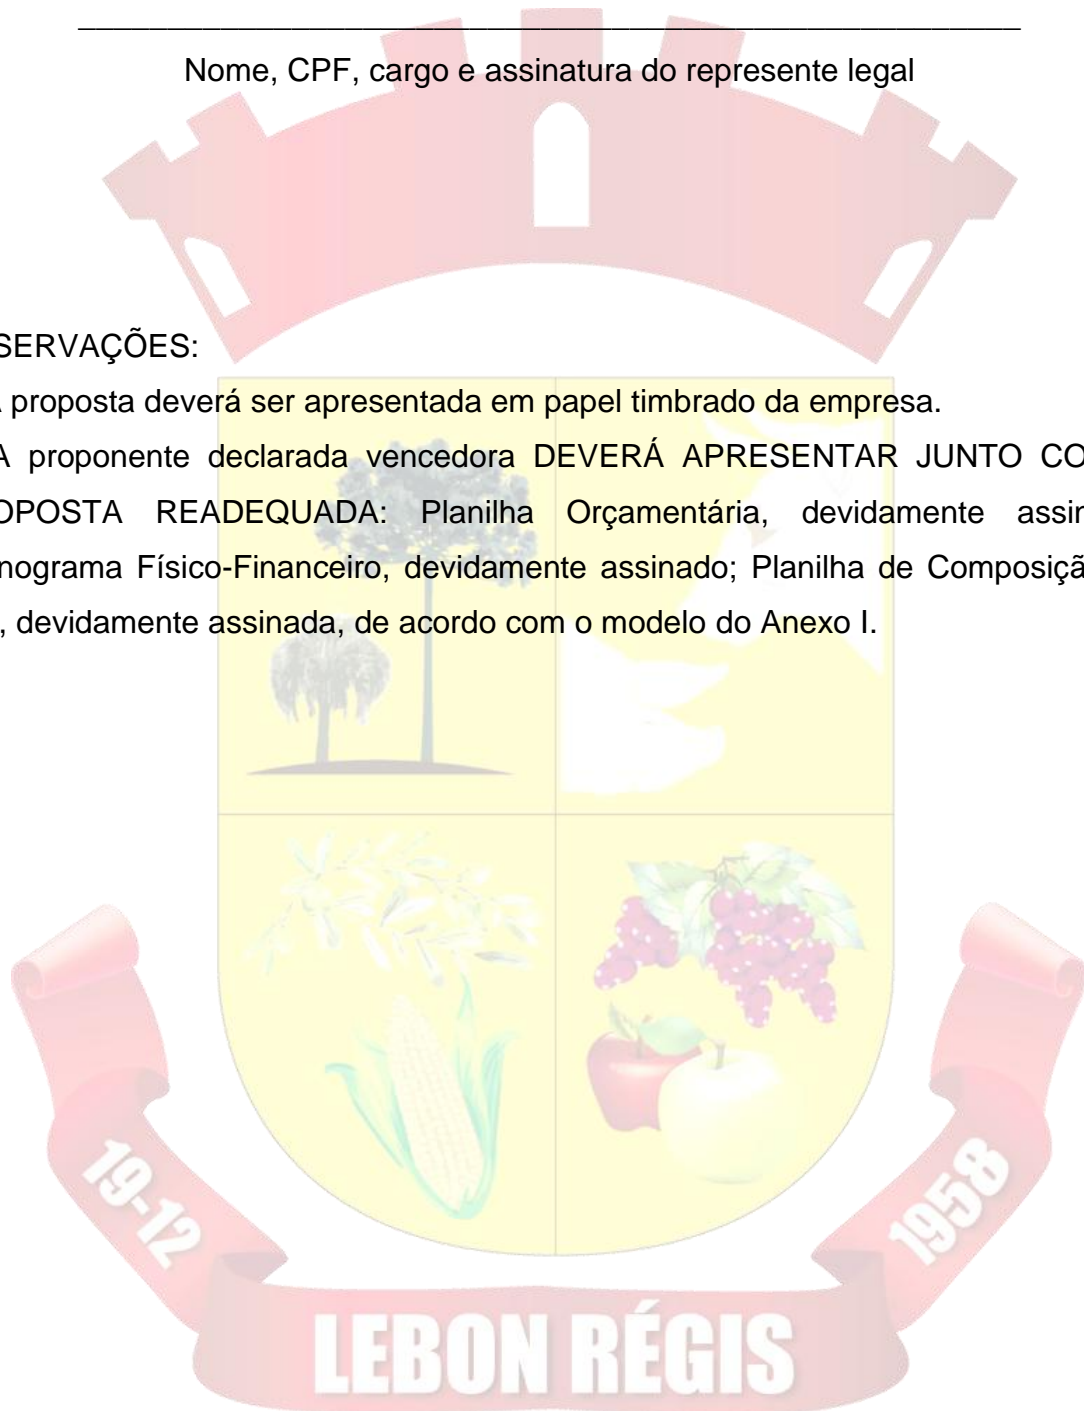 Nome, CPF, cargo e assinatura do represente legal
SERVAÇÕES:
A proposta deverá ser apresentada em papel timbrado da empresa.
A proponente declarada vencedora DEVERÁ APRESENTAR JUNTO CO
OPOSTA READEQUADA: Planilha Orçamentária, devidamente assin
nograma Físico-Financeiro, devidamente assinado; Planilha de Composiçã
, devidamente assinada, de acordo com o modelo do Anexo I.
19-12
1958
LEBON RÉGIS